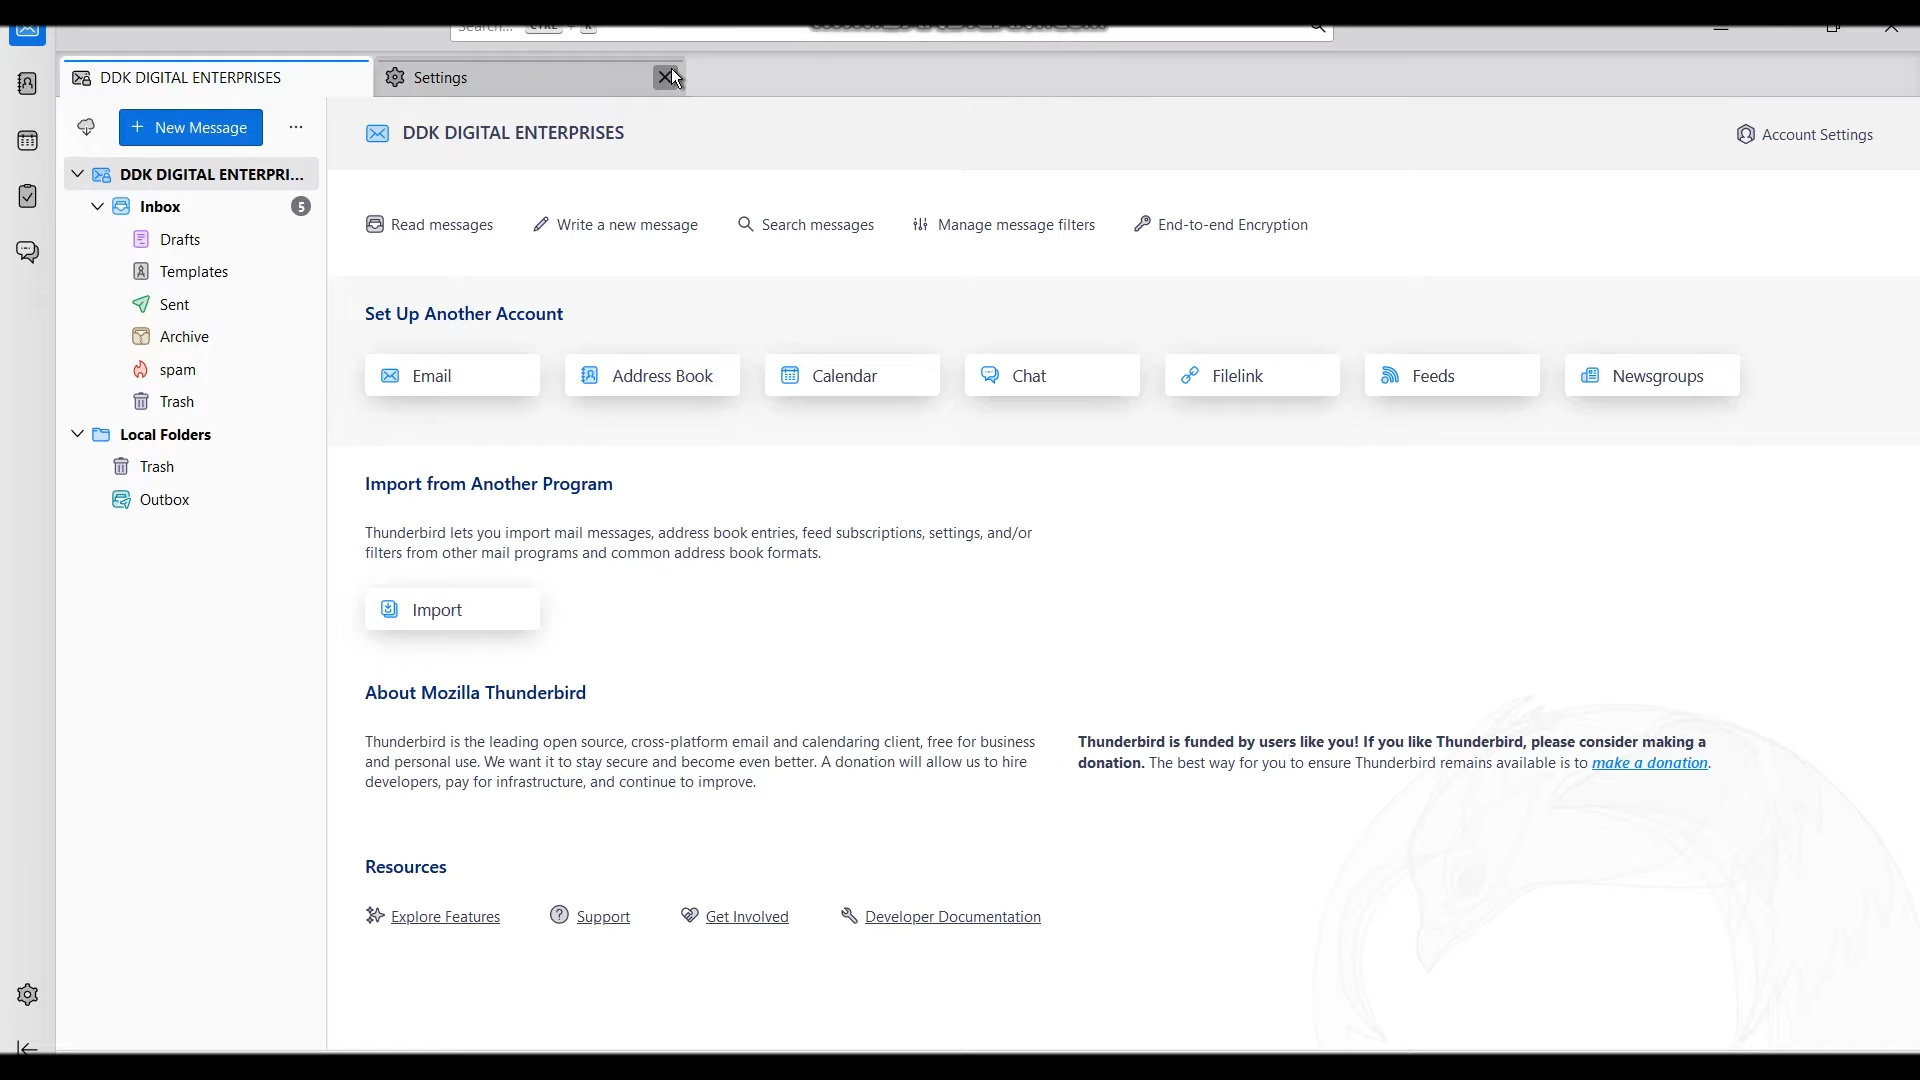 Search... CTRL + K
DDK DIGITAL ENTERPRISES
Settings
New Message
DDK DIGITAL ENTERPRISES
Account Settings
DDK DIGITAL ENTERPRI...
Inbox 5
Drafts
Templates
Sent
Archive
spam
Trash
Local Folders
Trash
Outbox
Read messages
Write a new message
Search messages
Manage message filters
End-to-end Encryption
Set Up Another Account
Email
Address Book
Calendar
Chat
Filelink
Feeds
Newsgroups
Import from Another Program
Thunderbird lets you import mail messages, address book entries, feed subscriptions, settings, and/or
filters from other mail programs and common address book formats.
Import
About Mozilla Thunderbird
Thunderbird is the leading open source, cross-platform email and calendaring client, free for business
and personal use. We want it to stay secure and become even better. A donation will allow us to hire
developers, pay for infrastructure, and continue to improve.
Thunderbird is funded by users like you! If you like Thunderbird, please consider making a
donation. The best way for you to ensure Thunderbird remains available is to make a donation.
Resources
Explore Features
Support
Get Involved
Developer Documentation